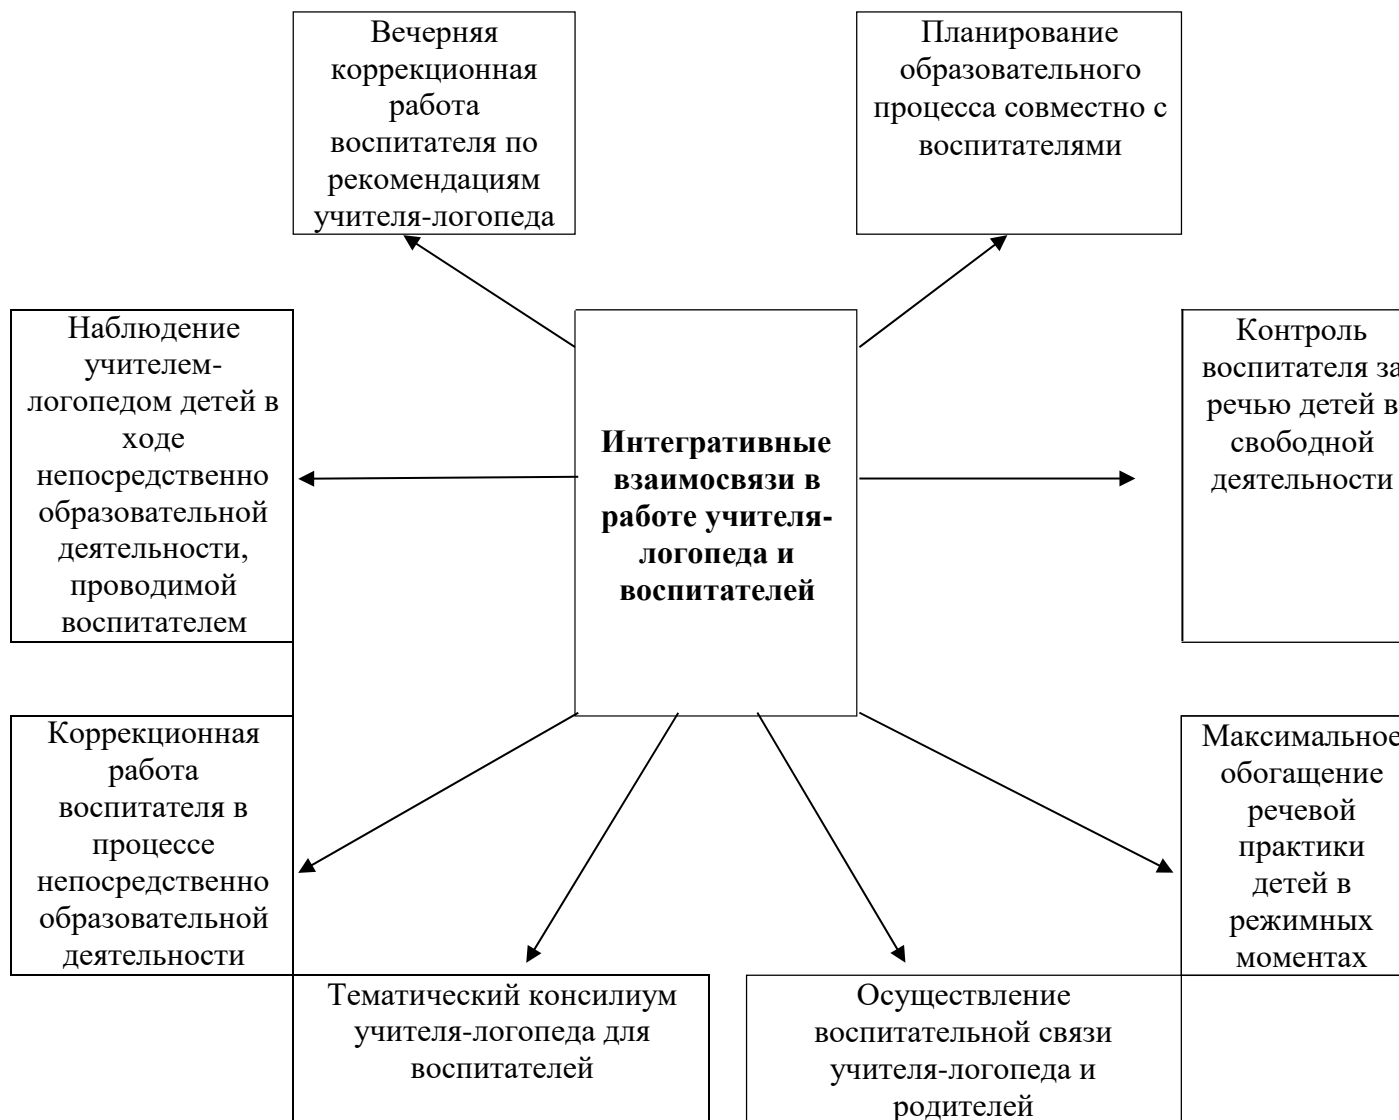 Вечерняя
коррекционная
работа
воспитателя по
рекомендациям
учителя-логопеда
Планирование
образовательного
процесса совместно с
воспитателями
Наблюдение
учителем-
логопедом детей в
ходе
непосредственно
образовательной
деятельности,
проводимой
воспитателем
Интегративные
взаимосвязи в
работе учителя-
логопеда и
воспитателей
Контроль
воспитателя за
речью детей в
свободной
деятельности
Коррекционная
работа
воспитателя в
процессе
непосредственно
образовательной
деятельности
Максимальное
обогащение
речевой
практики
детей в
режимных
моментах
Тематический консилиум
учителя-логопеда для
воспитателей
Осуществление
воспитательной связи
учителя-логопеда и
родителей